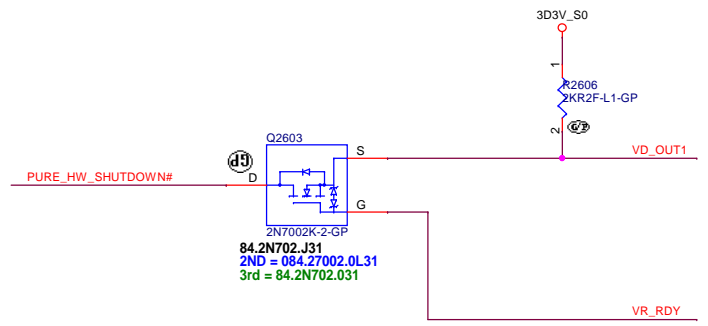 3D3V_S0
1
R2606
2KR2F-L1-GP
2
G/T
Q2603
GP
S
VD_OUT1
PURE_HW_SHUTDOWN#
D
G
2N7002K-2-GP
84.2N702.J31
2ND = 084.27002.0L31
3rd = 84.2N702.031
VR_RDY